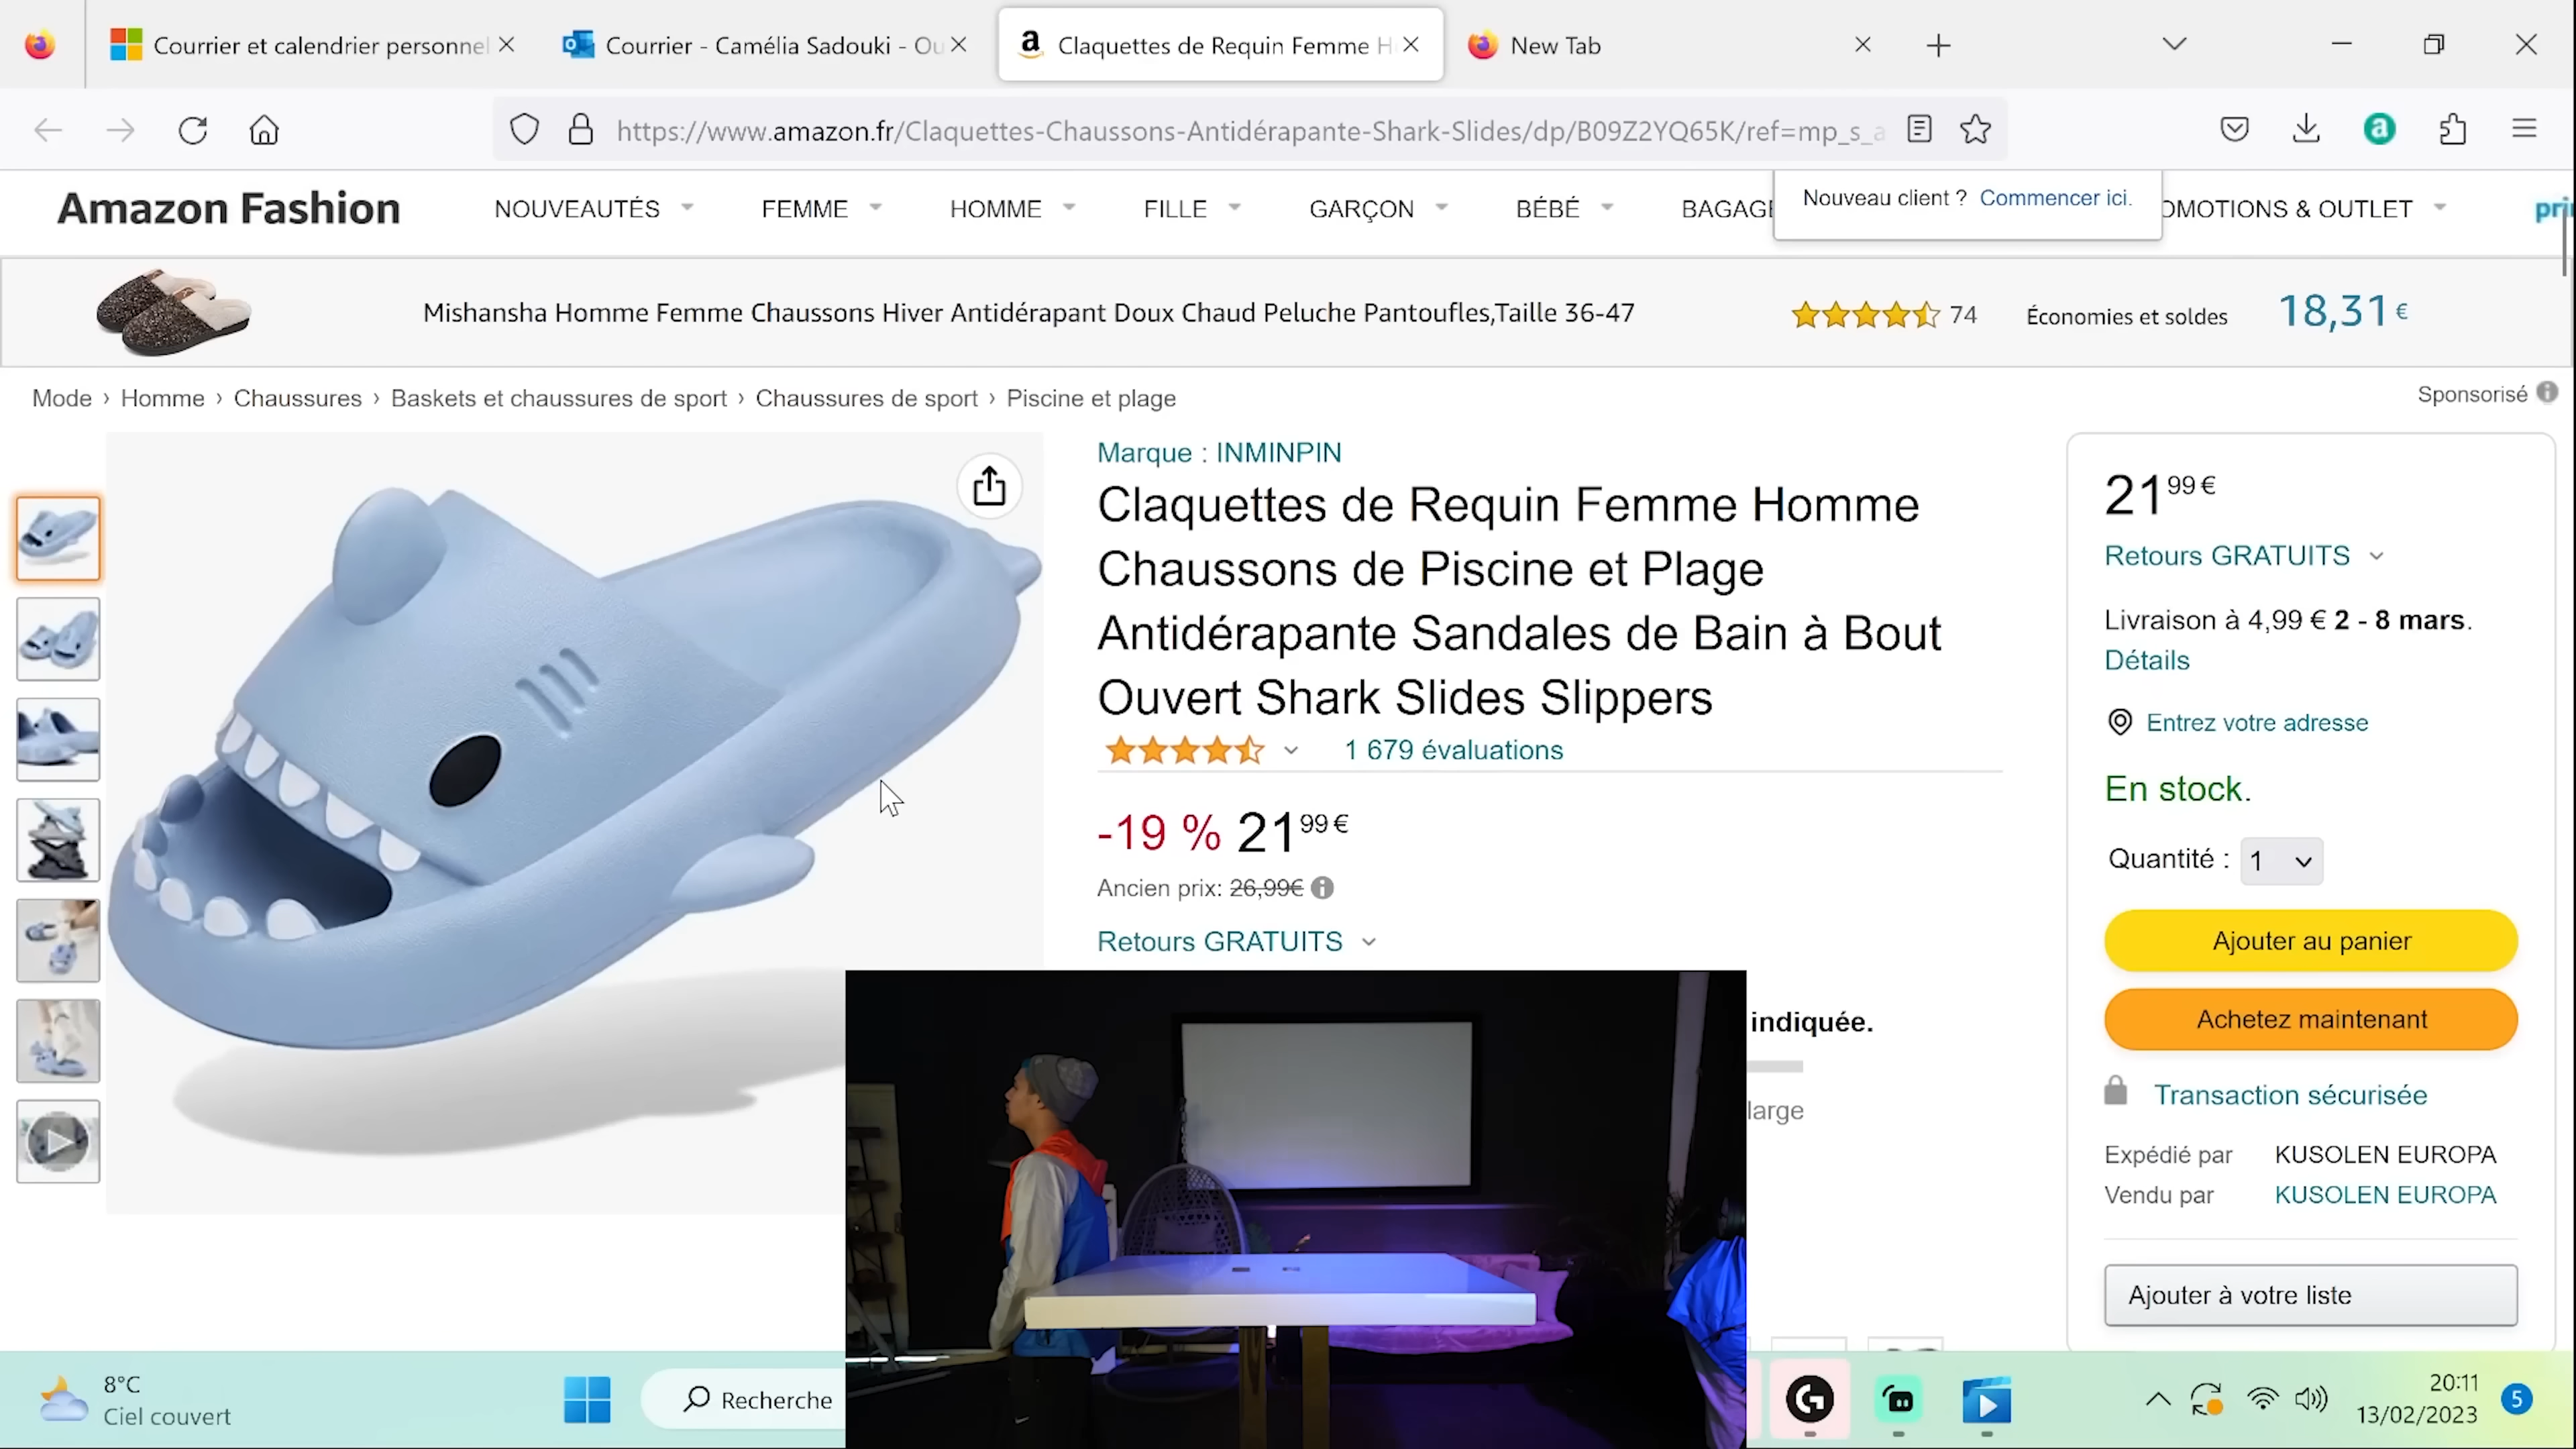 Courrier et calendrier personnel
Courrier - Camélia Sadouki - Ou
Claquettes de Requin Femme H
New Tab
https://www.amazon.fr/Claquettes-Chaussons-Antidérapante-Shark-Slides/dp/B09Z2YQ65K/ref=mp_s_a
Amazon Fashion
NOUVEAUTÉS
FEMME
HOMME
FILLE
GARÇON
BÉBÉ
BAGAGE
Nouveau client ? Commencer ici.
OMOTIONS & OUTLET
pri
Mishansha Homme Femme Chaussons Hiver Antidérapant Doux Chaud Peluche Pantoufles,Taille 36-47
74
Économies et soldes
18,31 €
Mode › Homme › Chaussures › Baskets et chaussures de sport › Chaussures de sport › Piscine et plage
Sponsorisé
Marque : INMINPIN
Claquettes de Requin Femme Homme
Chaussons de Piscine et Plage
Antidérapante Sandales de Bain à Bout
Ouvert Shark Slides Slippers
1 679 évaluations
-19 % 21 99 €
Ancien prix: 26,99€
Retours GRATUITS
indiquée.
large
21 99 €
Retours GRATUITS
Livraison à 4,99 € 2 - 8 mars.
Détails
Entrez votre adresse
En stock.
Quantité : 1
Ajouter au panier
Achetez maintenant
Transaction sécurisée
Expédié par KUSOLEN EUROPA
Vendu par KUSOLEN EUROPA
Ajouter à votre liste
8°C
Ciel couvert
Recherche
20:11
13/02/2023
5